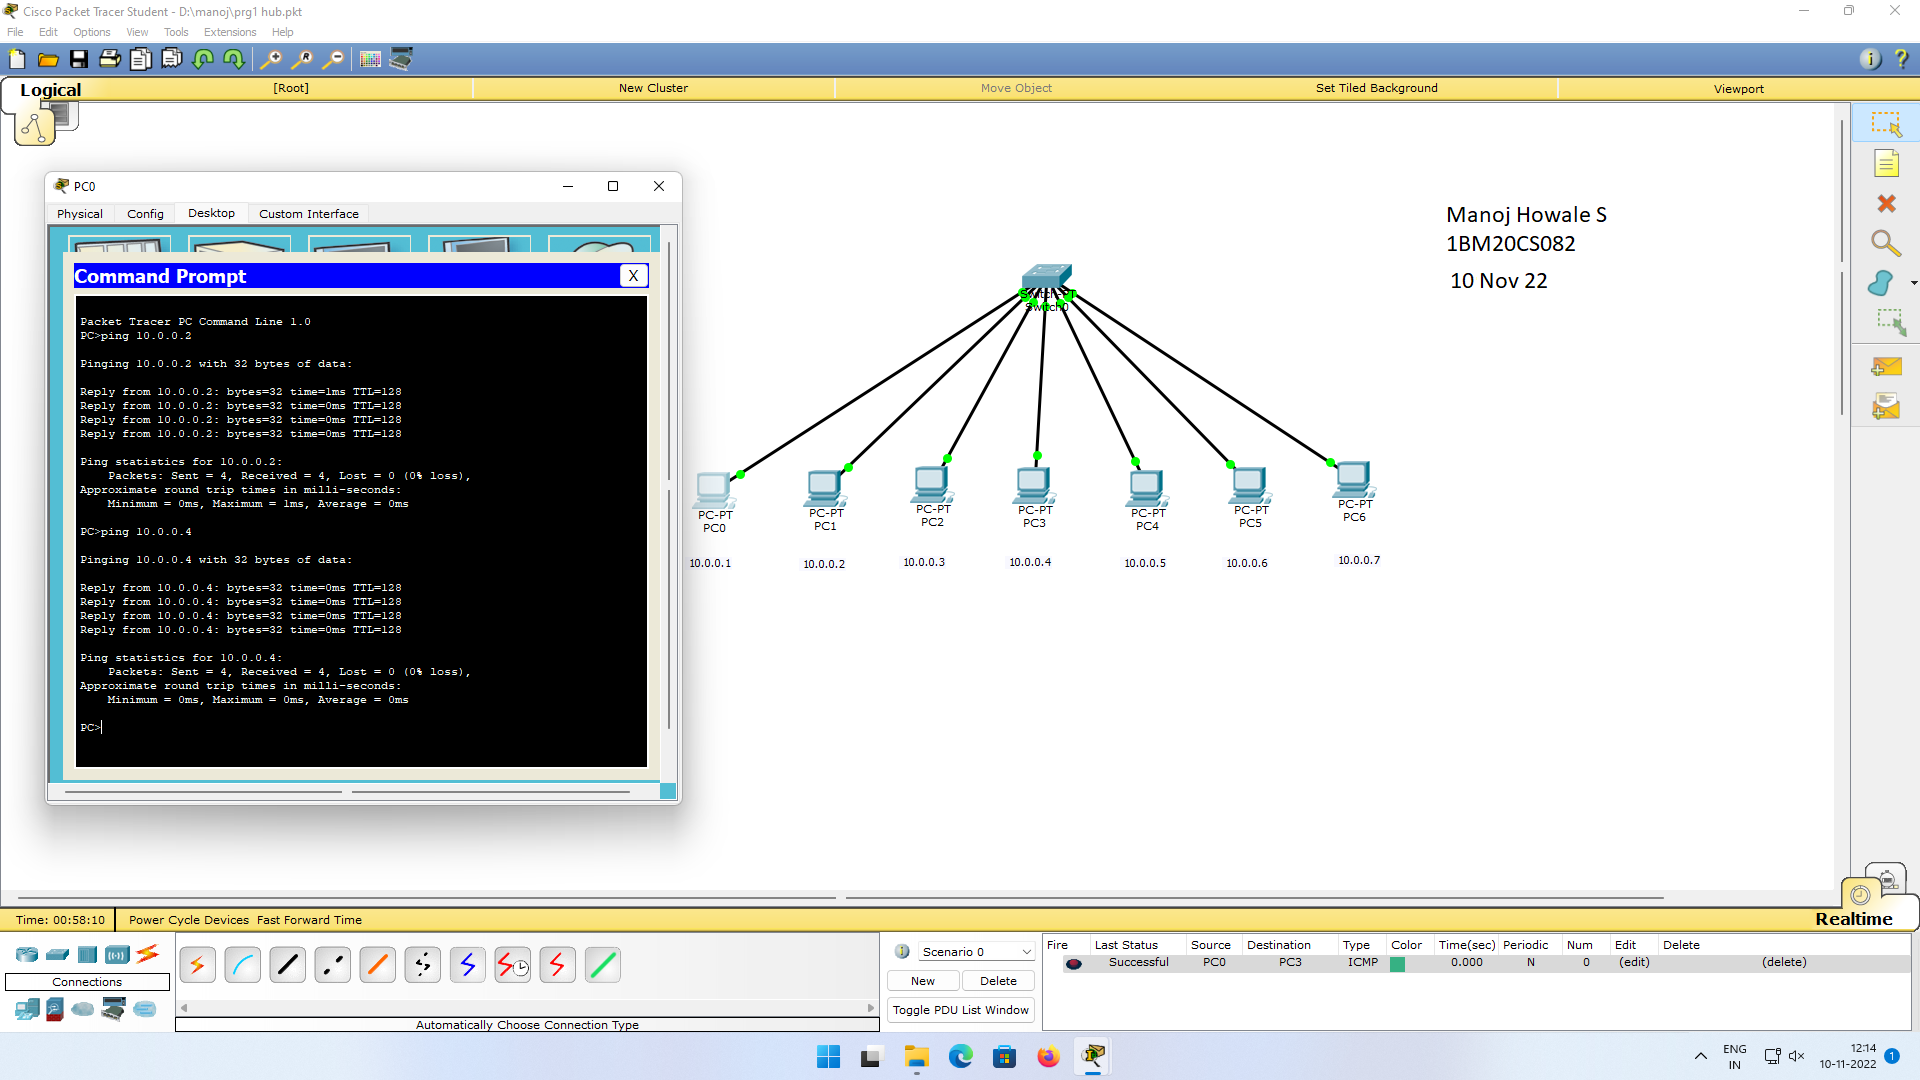 Cisco Packet Tracer Student - D:\manoj\prg1 hub.pkt
File Edit Options View Tools Extensions Help
Logical [Root] New Cluster Move Object Set Tiled Background Viewport
PC0
Physical Config Desktop Custom Interface
Command Prompt X
Packet Tracer PC Command Line 1.0
PC>ping 10.0.0.2
Pinging 10.0.0.2 with 32 bytes of data:
Reply from 10.0.0.2: bytes=32 time=1ms TTL=128
Reply from 10.0.0.2: bytes=32 time=0ms TTL=128
Reply from 10.0.0.2: bytes=32 time=0ms TTL=128
Reply from 10.0.0.2: bytes=32 time=0ms TTL=128
Ping statistics for 10.0.0.2:
Packets: Sent = 4, Received = 4, Lost = 0 (0% loss),
Approximate round trip times in milli-seconds:
Minimum = 0ms, Maximum = 1ms, Average = 0ms
PC>ping 10.0.0.4
Pinging 10.0.0.4 with 32 bytes of data:
Reply from 10.0.0.4: bytes=32 time=0ms TTL=128
Reply from 10.0.0.4: bytes=32 time=0ms TTL=128
Reply from 10.0.0.4: bytes=32 time=0ms TTL=128
Reply from 10.0.0.4: bytes=32 time=0ms TTL=128
Ping statistics for 10.0.0.4:
Packets: Sent = 4, Received = 4, Lost = 0 (0% loss),
Approximate round trip times in milli-seconds:
Minimum = 0ms, Maximum = 0ms, Average = 0ms
PC>
Manoj Howale S
1BM20CS082
10 Nov 22
Switch-PT
Switch0
PC-PT
PC0
PC-PT
PC1
PC-PT
PC2
PC-PT
PC3
PC-PT
PC4
PC-PT
PC5
PC-PT
PC6
10.0.0.1 10.0.0.2 10.0.0.3 10.0.0.4 10.0.0.5 10.0.0.6 10.0.0.7
Time: 00:58:10 Power Cycle Devices Fast Forward Time Realtime
Connections
Automatically Choose Connection Type
Scenario 0
New Delete
Toggle PDU List Window
Fire Last Status Source Destination Type Color Time(sec) Periodic Num Edit Delete
Successful PC0 PC3 ICMP 0.000 N 0 (edit) (delete)
ENG
IN
12:14
10-11-2022
1